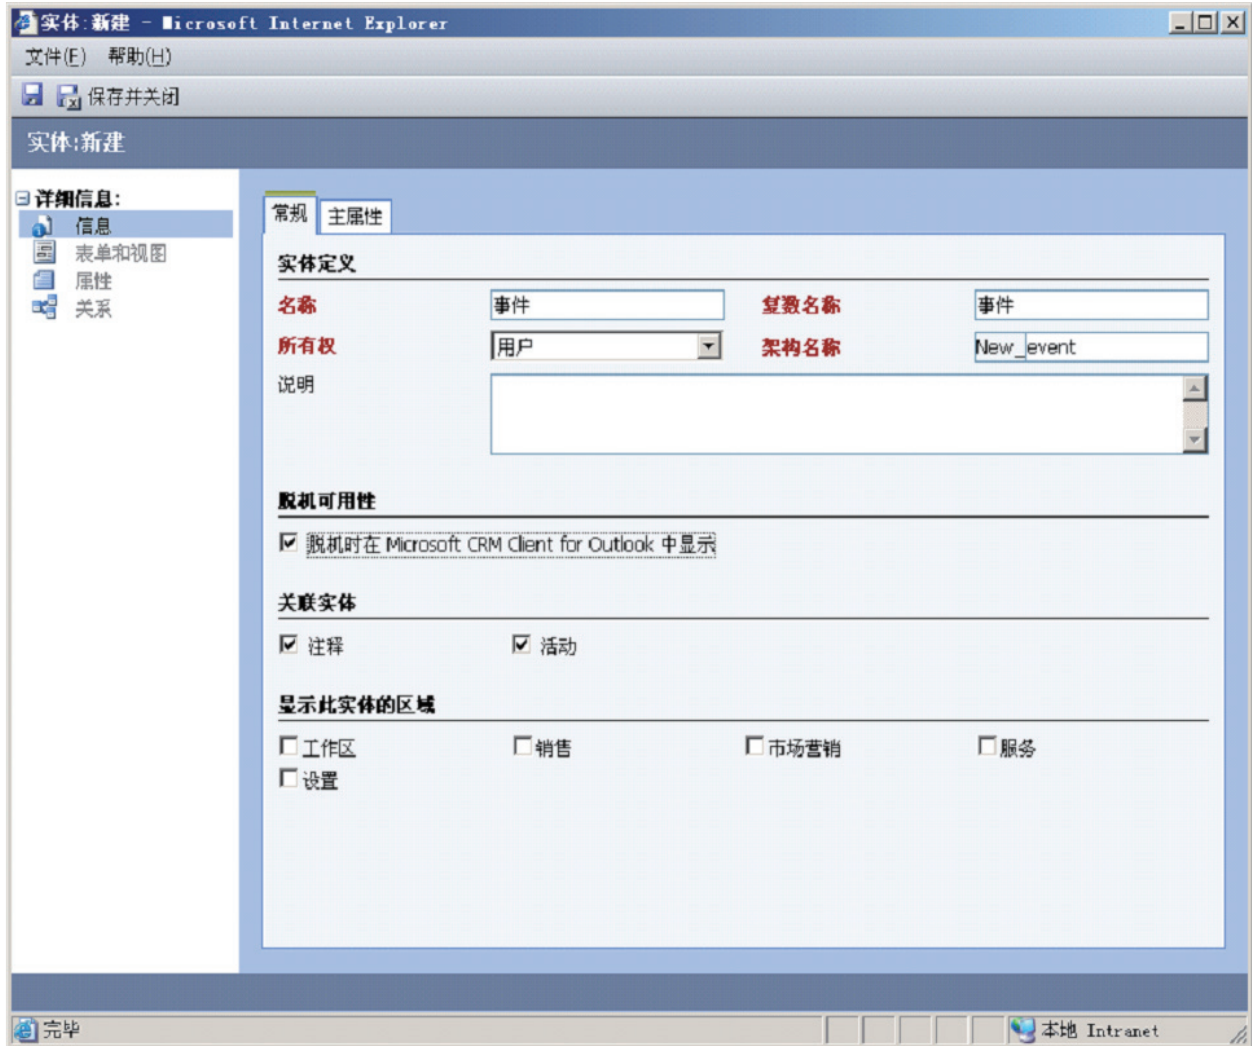 实体:新建 - Microsoft Internet Explorer
文件(F) 帮助(H)
保存并关闭
实体:新建
详细信息:
信息
表单和视图
属性
关系
常规 主属性
实体定义
名称 事件 复数名称 事件
所有权 用户 架构名称 New_event
说明
脱机可用性
脱机时在 Microsoft CRM Client for Outlook 中显示
关联实体
注释 活动
显示此实体的区域
工作区 销售 市场营销 服务
设置
完毕 本地 Intranet